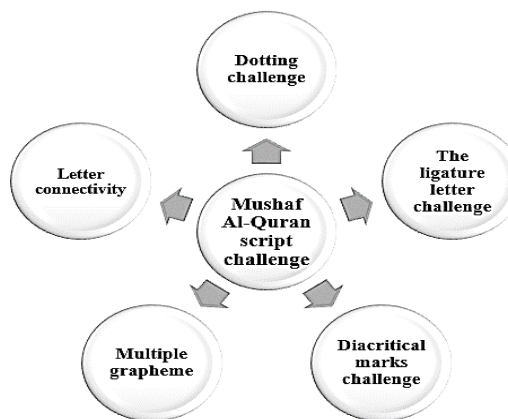 Dotting
challenge
Letter
connectivity
The
ligature
letter
challenge
Mushaf
Al-Quran
script
challenge
Multiple
grapheme
Diacritical
marks
challenge